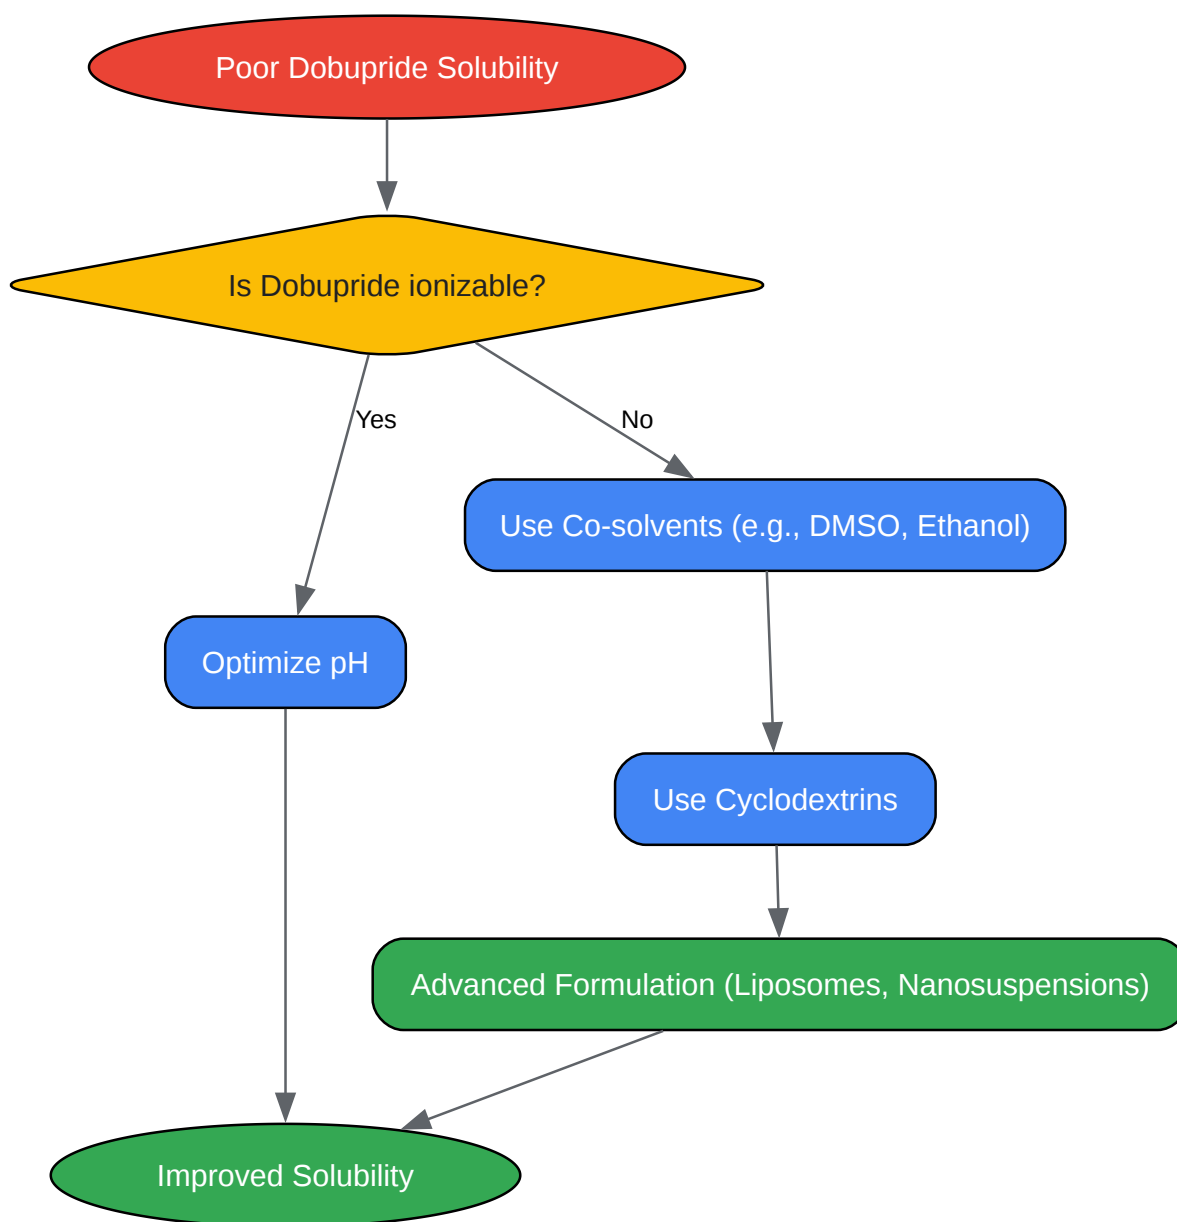 Poor Dobupride Solubility
Is Dobupride ionizable?
Yes
No
Use Co-solvents (e.g., DMSO, Ethanol)
Optimize pH
Use Cyclodextrins
Advanced Formulation (Liposomes, Nanosuspensions)
Improved Solubility